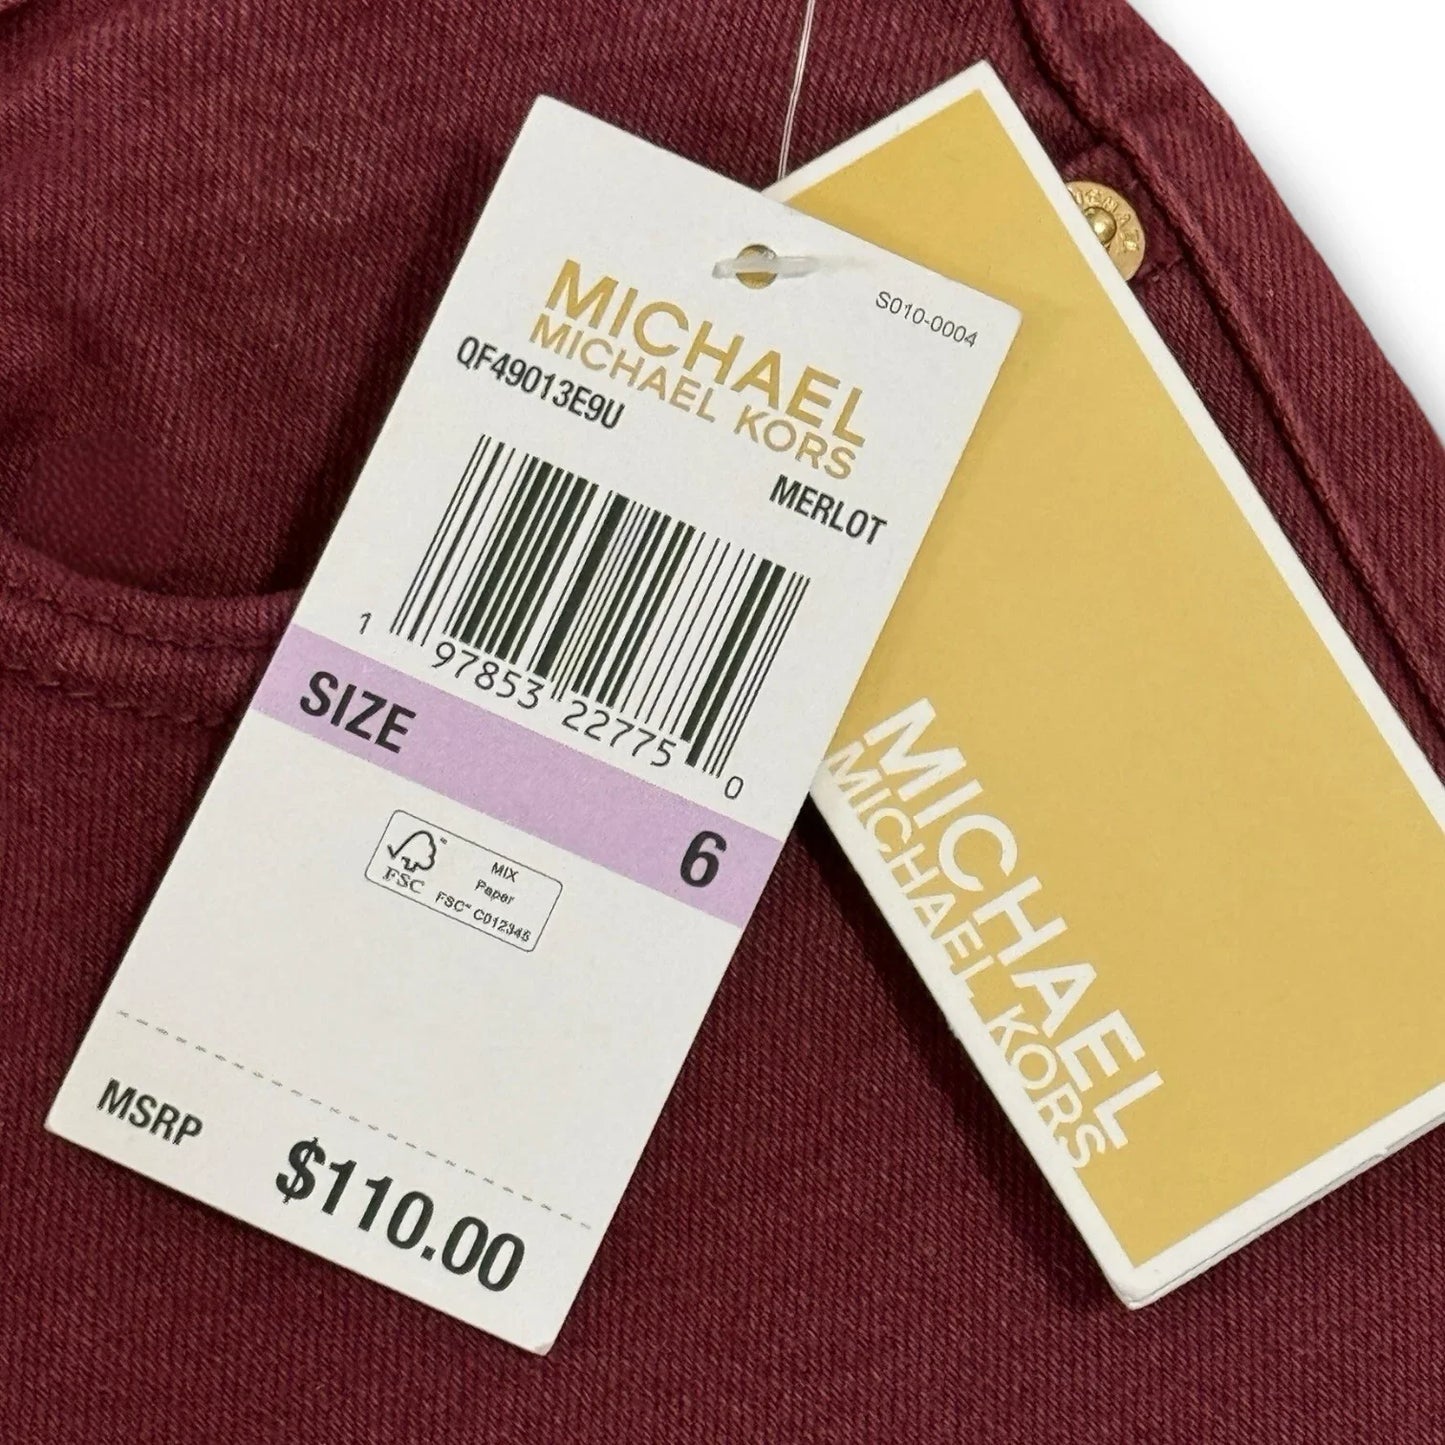 S010-0004
MICHAEL
MICHAEL KORS
QF49013E9U
MERLOT
1 97853 22775 0
SIZE 6
FSC
MIX
Paper
FSC™ C012345
MSRP
$110.00
MICHAEL
MICHAEL KORS